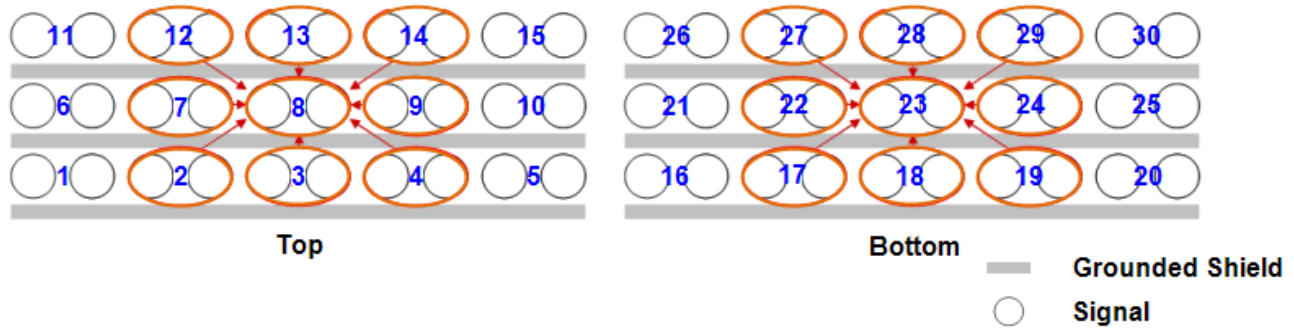 11 12 13 14 15 26 27 28 29 30
6 7 8 9 10 21 22 23 24 25
1 2 3 4 5 16 17 18 19 20
Top Bottom
Grounded Shield
Signal